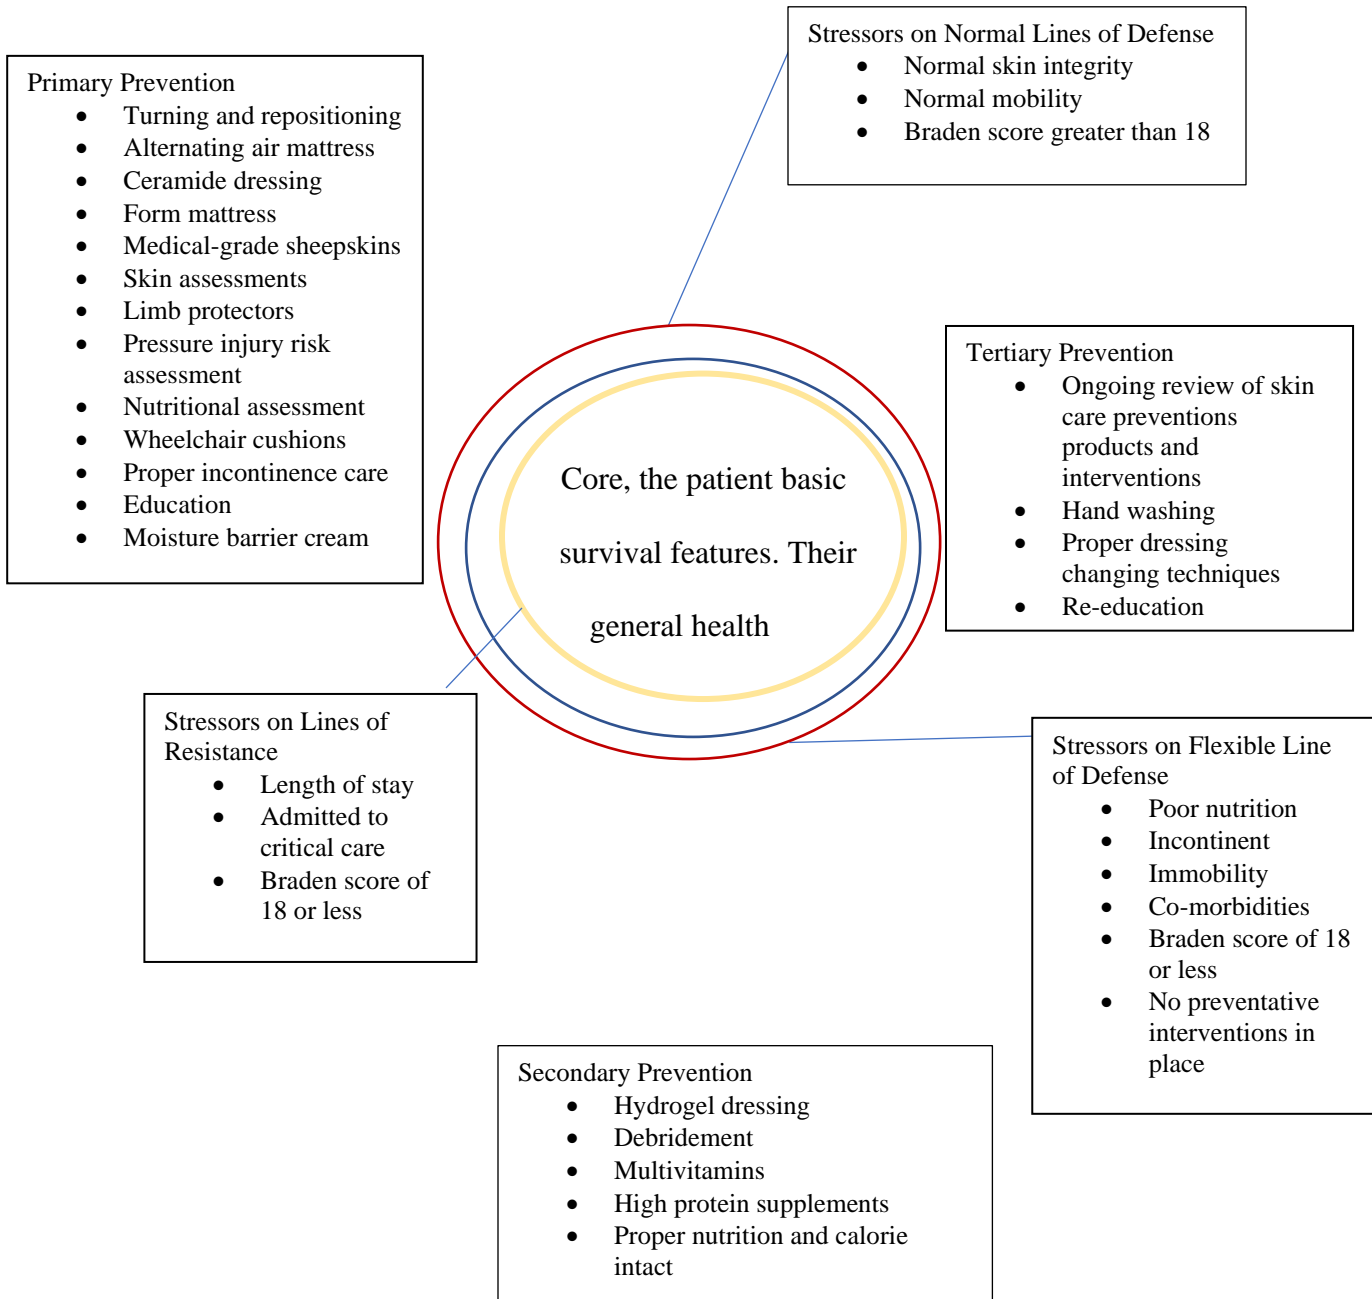 Stressors on Normal Lines of Defense
• Normal skin integrity
• Normal mobility
• Braden score greater than 18
Primary Prevention
• Turning and repositioning
• Alternating air mattress
• Ceramide dressing
• Form mattress
• Medical-grade sheepskins
• Skin assessments
• Limb protectors
• Pressure injury risk
assessment
• Nutritional assessment
• Wheelchair cushions
• Proper incontinence care
• Education
• Moisture barrier cream
Tertiary Prevention
• Ongoing review of skin
care preventions
products and
interventions
• Hand washing
• Proper dressing
changing techniques
• Re-education
Core, the patient basic
survival features. Their
general health
Stressors on Lines of
Resistance
• Length of stay
• Admitted to
critical care
• Braden score of
18 or less
Stressors on Flexible Line
of Defense
• Poor nutrition
• Incontinent
• Immobility
• Co-morbidities
• Braden score of 18
or less
• No preventative
interventions in
place
Secondary Prevention
• Hydrogel dressing
• Debridement
• Multivitamins
• High protein supplements
• Proper nutrition and calorie
intact